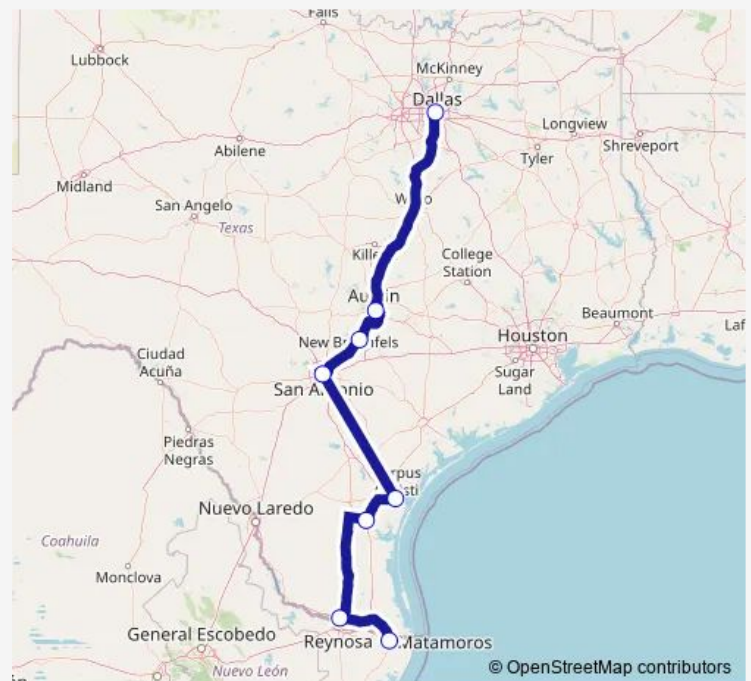 Falls
Lubbock
McKinney
Dallas
Longview
Abilene
Tyler
Shreveport
Midland
San Angelo
Texas
College
Station
Beaumont
Houston
Laf
Ciudad
Acuña
Sugar
Land
Piedras
Negras
Nuevo Laredo
Coahuila
Monclova
General Escobedo
Reynosa
Matamoros
Nuevo León
© OpenStreetMap contributors